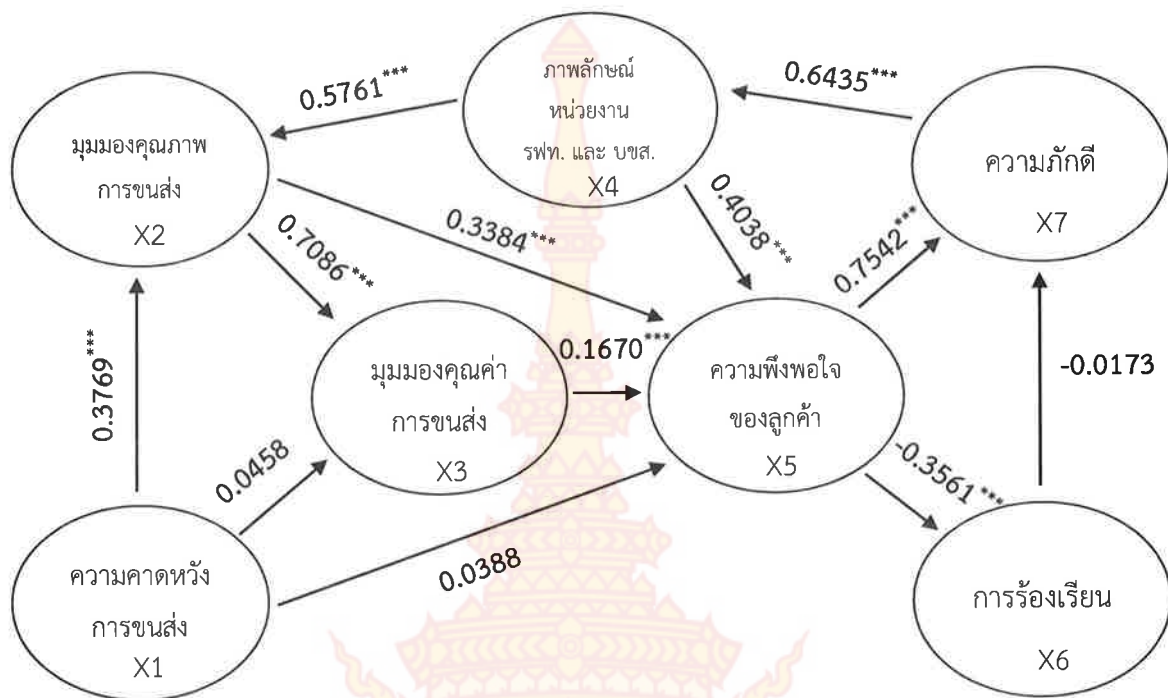 ภาพลักษณ์
หน่วยงาน
รฟท. และ บขส.
X4
0.5761***
0.6435***
มุมมองคุณภาพ
การขนส่ง
X2
ความภักดี
X7
0.3384***
0.4038***
0.7086***
0.7542***
มุมมองคุณค่า
การขนส่ง
X3
0.1670***
ความพึงพอใจ
ของลูกค้า
X5
0.3769***
-0.0173
0.0458
0.0388
-0.3561***
ความคาดหวัง
การขนส่ง
X1
การร้องเรียน
X6